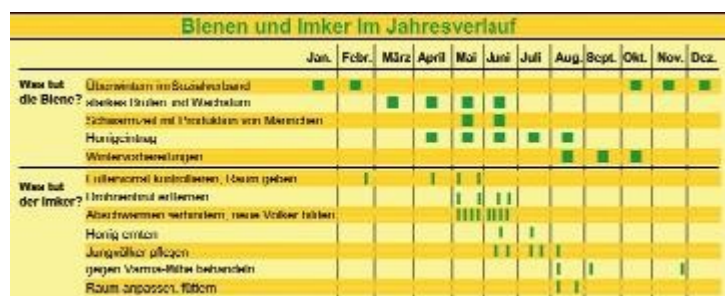 Bienen und Imker im Jahresverlauf
Jan. Febr. März April Mai Juni Juli Aug. Sept. Okt. Nov. Dez.
Was tut die Biene?
Überwintern im Sozialverband
starkes Brüten und Wachstum
Schwarmzeit mit Produktion von Männchen
Honigeintrag
Wintervorbereitungen
Was tut der Imker?
Futtervorrat kontrollieren, Raum geben
Drohnenbrut entfernen
Abschwärmen verhindern, neue Völker bilden
Honig ernten
Jungvölker pflegen
gegen Varroa-Milbe behandeln
Raum anpassen, füttern